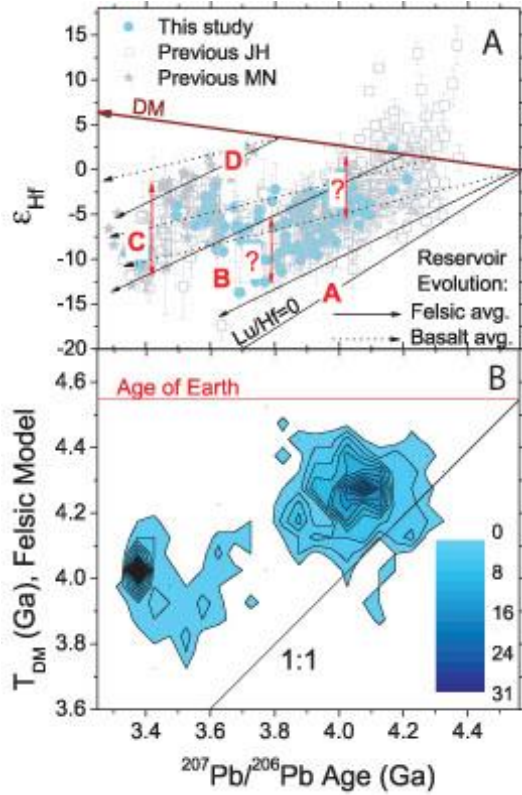 This study
Previous JH
Previous MN
A
15
10
5
0
-5
-10
-15
-20
εHf
DM
D
C
B
?
?
A
Lu/Hf=0
Reservoir
Evolution:
Felsic avg.
Basalt avg.
B
Age of Earth
4.6
4.4
4.2
4.0
3.8
3.6
TDM (Ga), Felsic Model
0
8
16
24
31
1:1
3.4 3.6 3.8 4.0 4.2 4.4
207Pb/206Pb Age (Ga)